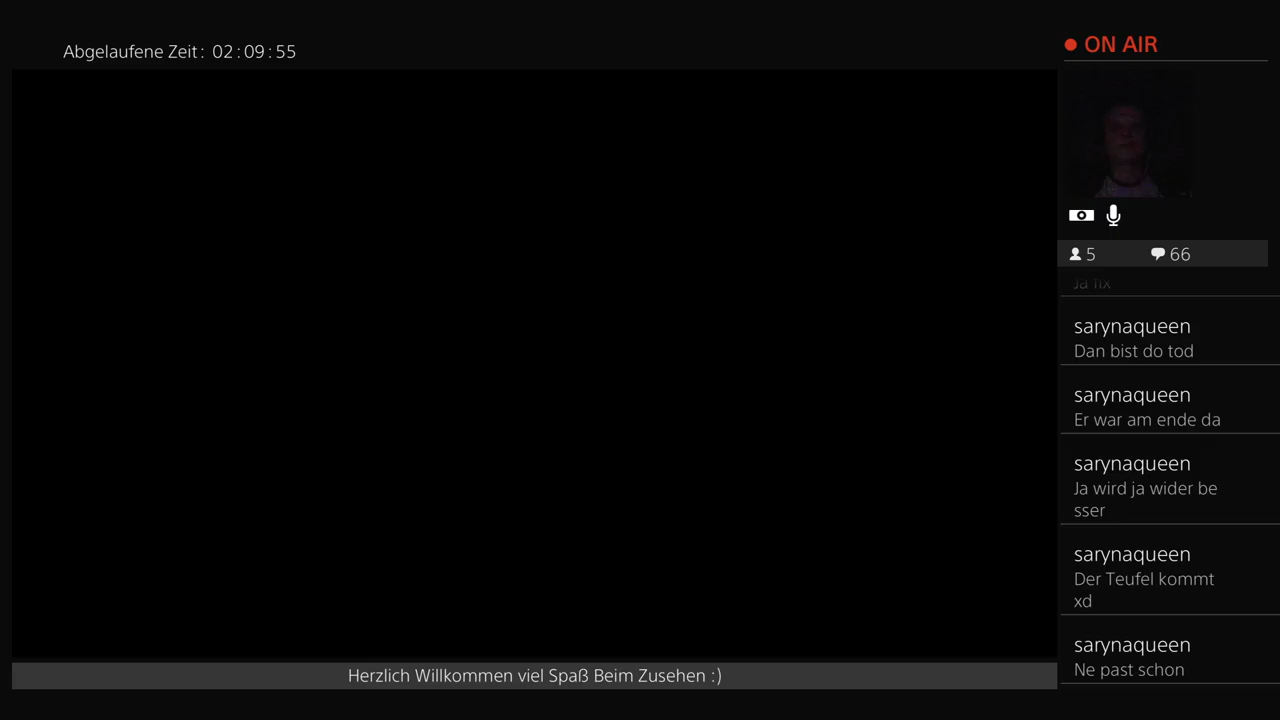 Abgelaufene Zeit: 02:09:55
ON AIR
5 66
Ja fix
sarynaqueen
Dan bist do tod
sarynaqueen
Er war am ende da
sarynaqueen
Ja wird ja wider be
sser
sarynaqueen
Der Teufel kommt
xd
sarynaqueen
Ne past schon
Herzlich Willkommen viel Spaß Beim Zusehen :)